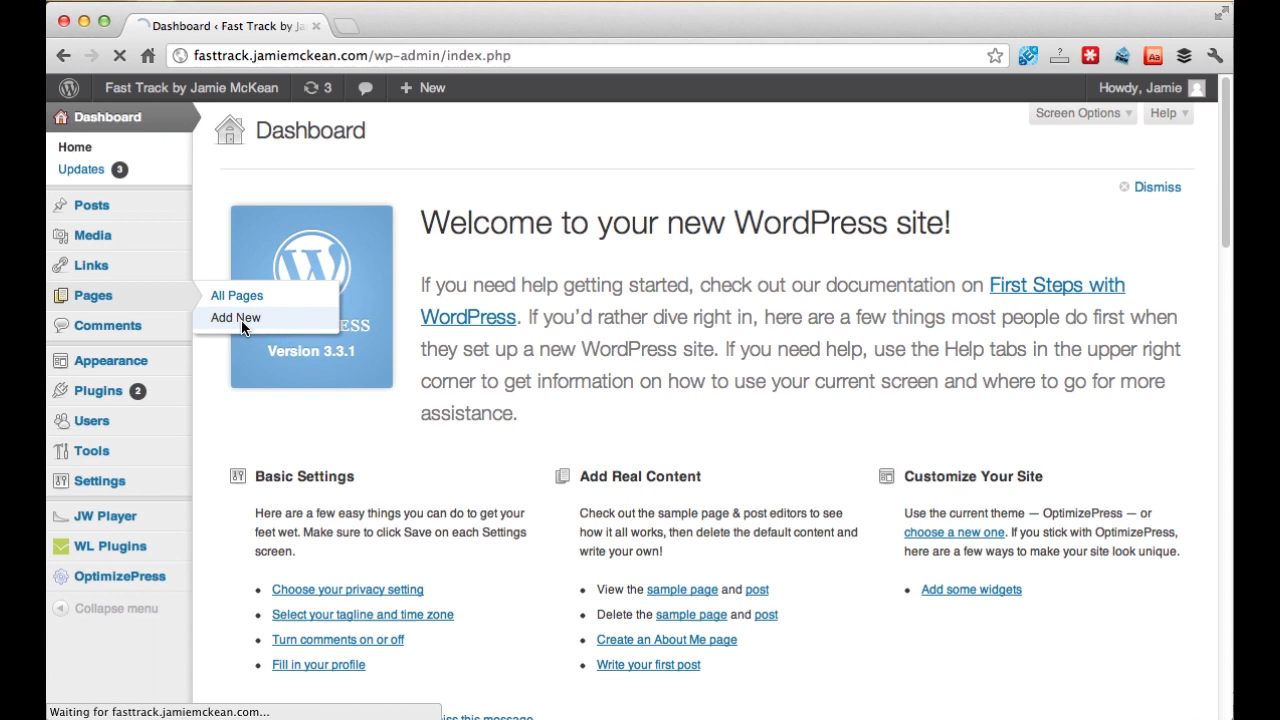 Dashboard ‹ Fast Track by Ja
fasttrack.jamiemckean.com/wp-admin/index.php
Aa
Fast Track by Jamie McKean 3 New Howdy, Jamie
Dashboard
Home
Updates 3
Posts
Media
Links
Pages
Comments
Appearance
Plugins 2
Users
Tools
Settings
JW Player
WL Plugins
OptimizePress
Collapse menu
All Pages
Add New
Dashboard
Screen Options Help
Dismiss
W
ESS
Version 3.3.1
Welcome to your new WordPress site!
If you need help getting started, check out our documentation on First Steps with
WordPress. If you’d rather dive right in, here are a few things most people do first when
they set up a new WordPress site. If you need help, use the Help tabs in the upper right
corner to get information on how to use your current screen and where to go for more
assistance.
Basic Settings
Here are a few easy things you can do to get your
feet wet. Make sure to click Save on each Settings
screen.
• Choose your privacy setting
• Select your tagline and time zone
• Turn comments on or off
• Fill in your profile
Add Real Content
Check out the sample page & post editors to see
how it all works, then delete the default content and
write your own!
• View the sample page and post
• Delete the sample page and post
• Create an About Me page
• Write your first post
Customize Your Site
Use the current theme — OptimizePress — or
choose a new one. If you stick with OptimizePress,
here are a few ways to make your site look unique.
• Add some widgets
Waiting for fasttrack.jamiemckean.com...
iss this message